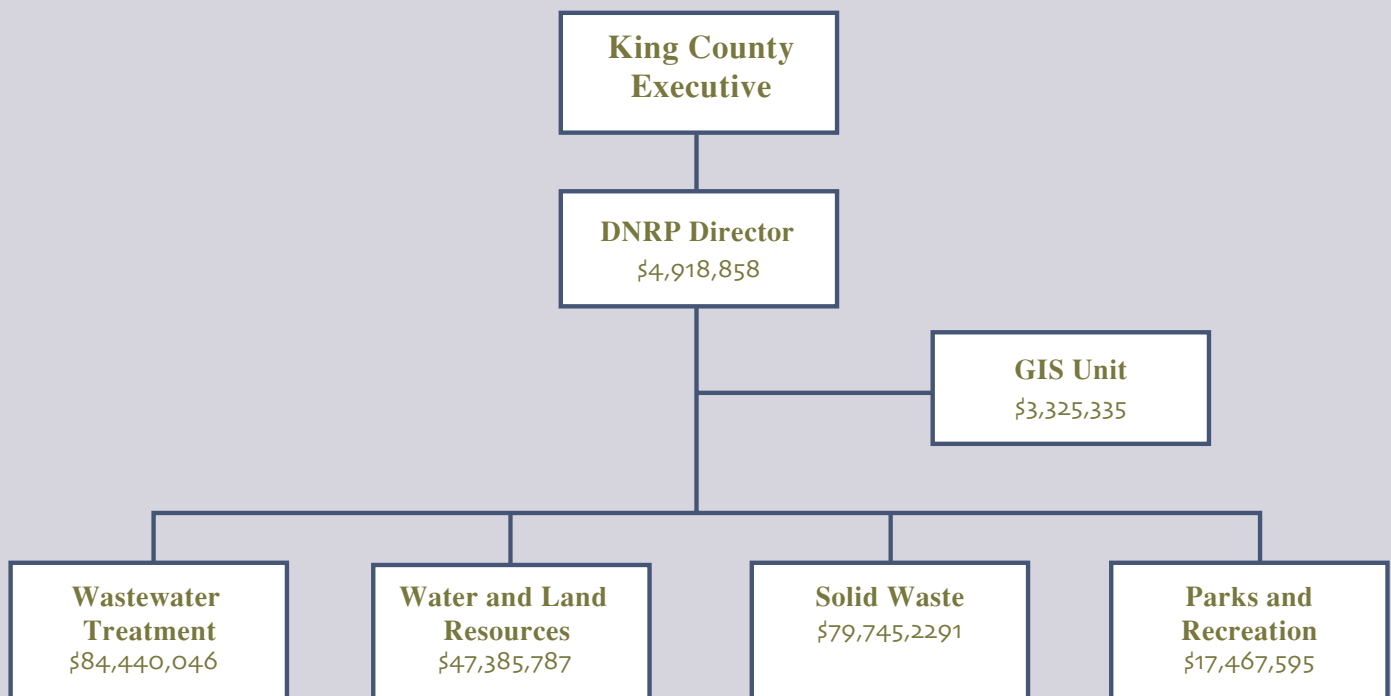 King County
Executive
DNRP Director
$4,918,858
GIS Unit
$3,325,335
Wastewater
Treatment
$84,440,046
Water and Land
Resources
$47,385,787
Solid Waste
$79,745,2291
Parks and
Recreation
$17,467,595